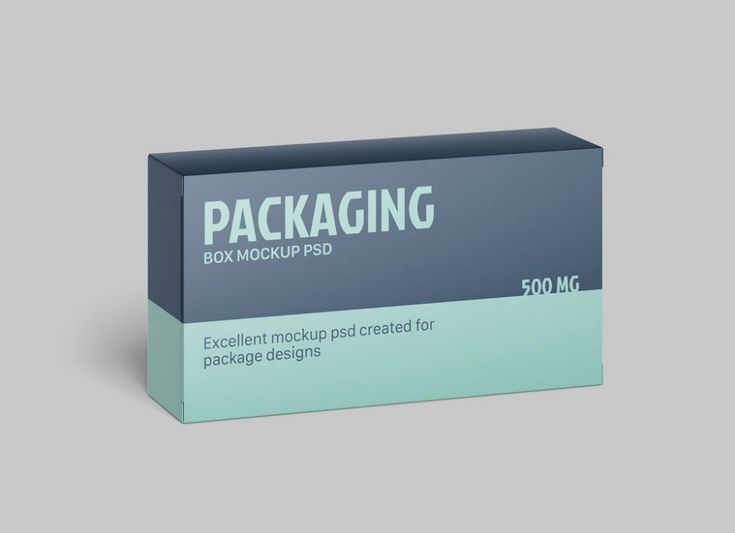 PACKAGING
BOX MOCKUP PSD
500 MG
Excellent mockup psd created for
package designs